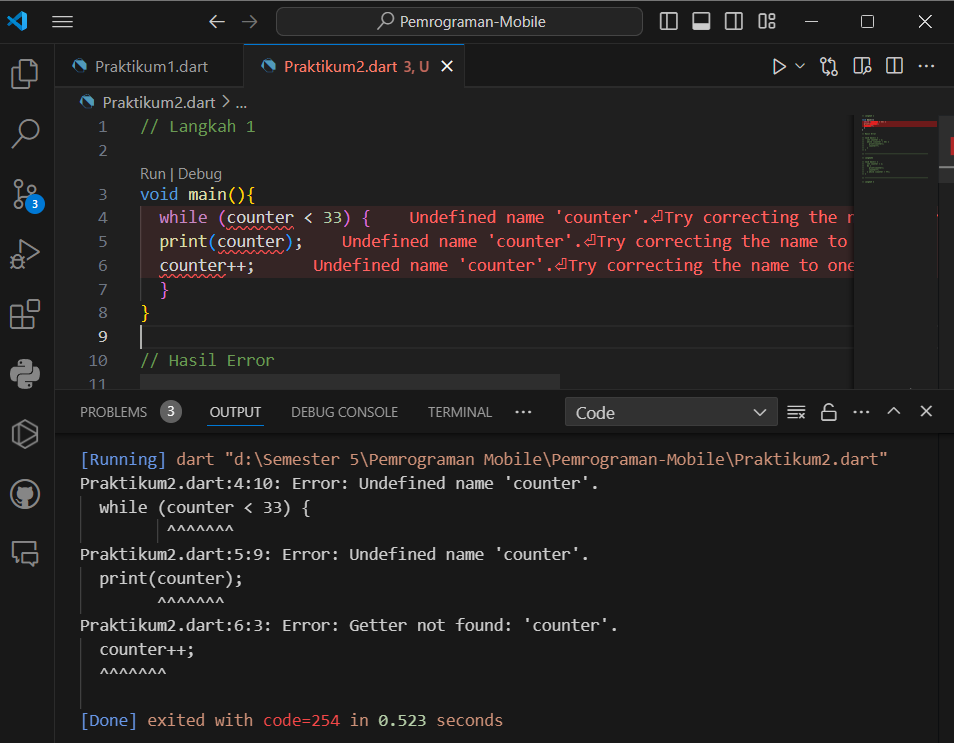 Pemrograman-Mobile
Praktikum1.dart
Praktikum2.dart 3, U
Praktikum2.dart > ...
1 // Langkah 1
2
Run | Debug
3 void main(){
4 while (counter < 33) { Undefined name 'counter'.⏎Try correcting the n
5 print(counter); Undefined name 'counter'.⏎Try correcting the name to
6 counter++; Undefined name 'counter'.⏎Try correcting the name to one
7 }
8 }
9
10 // Hasil Error
11
3
PROBLEMS 3 OUTPUT DEBUG CONSOLE TERMINAL ... Code
[Running] dart "d:\Semester 5\Pemrograman Mobile\Pemrograman-Mobile\Praktikum2.dart"
Praktikum2.dart:4:10: Error: Undefined name 'counter'.
while (counter < 33) {
^^^^^^^
Praktikum2.dart:5:9: Error: Undefined name 'counter'.
print(counter);
^^^^^^^
Praktikum2.dart:6:3: Error: Getter not found: 'counter'.
counter++;
^^^^^^^
[Done] exited with code=254 in 0.523 seconds